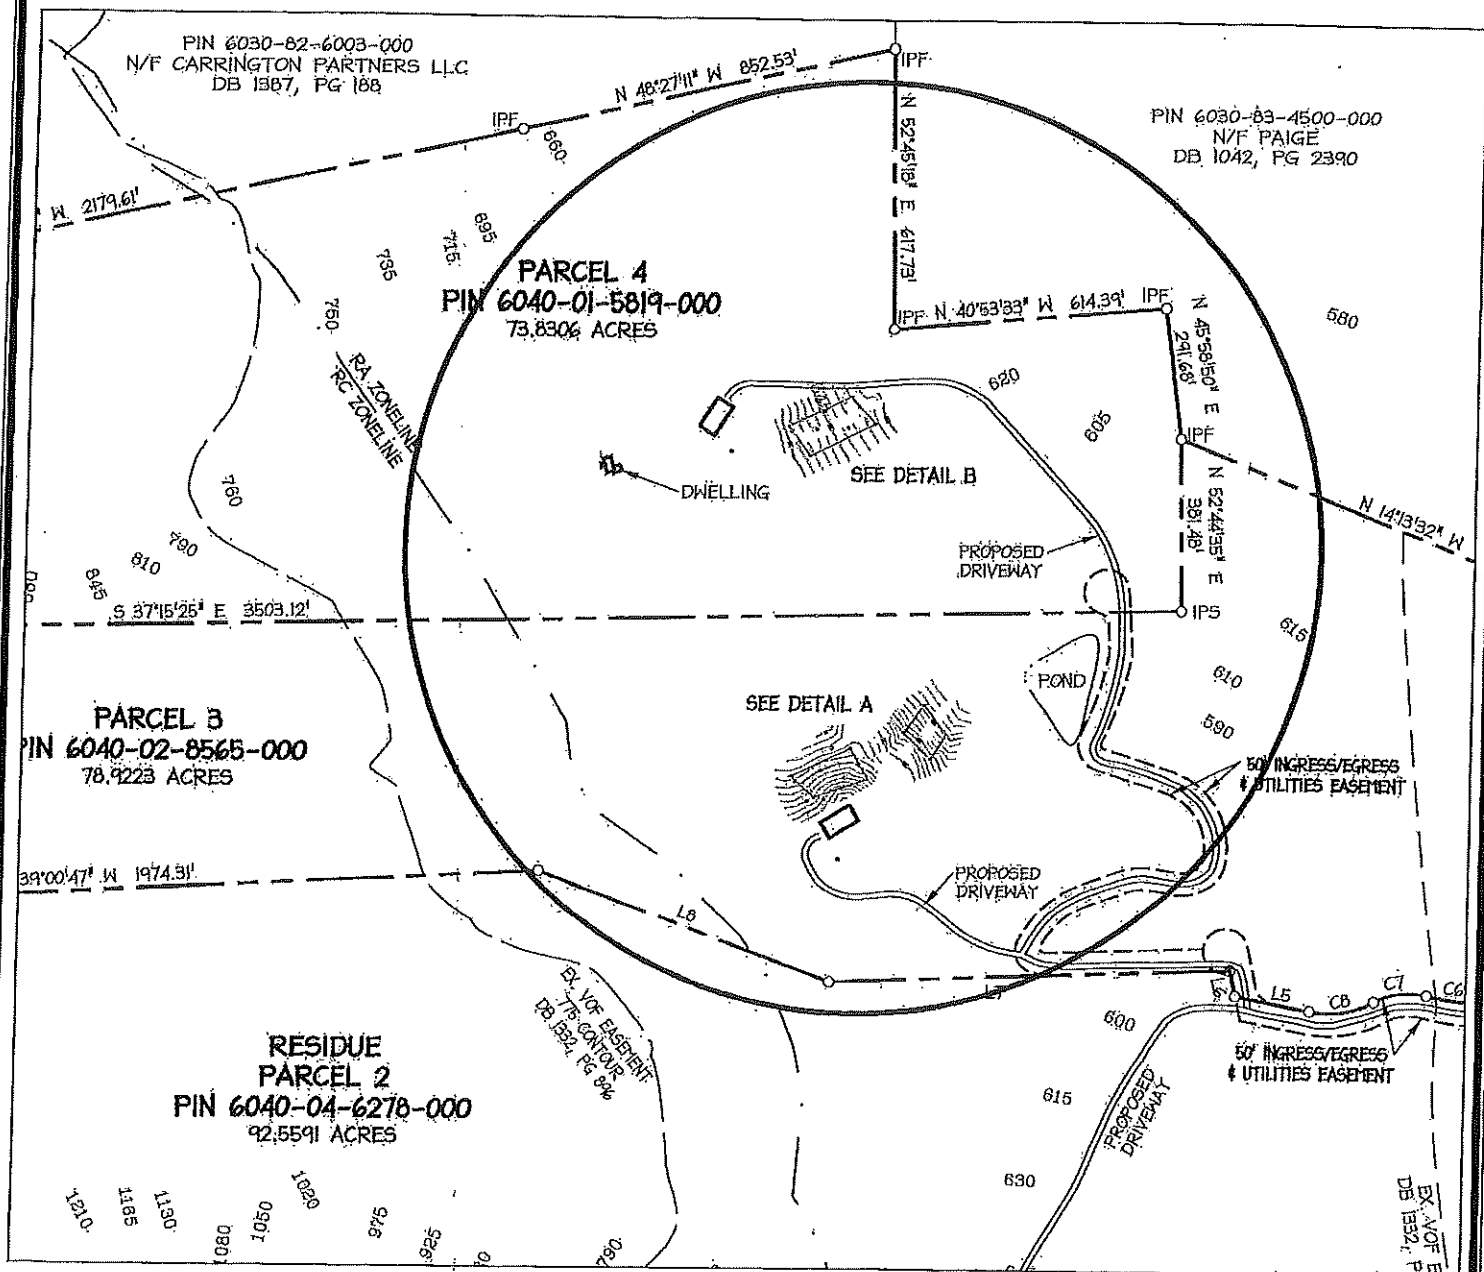 PIN 6030-82-6003-000
N/F CARRINGTON PARTNERS LLC
DB 1387, PG 188
N 48°27'11" W 852.53'
IPF
IPF
W 2179.61'
N 52°45'18" E 617.73'
PIN 6030-83-4500-000
N/F PAIGE
DB 1042, PG 2390
660
695
715
735
750
PARCEL 4
PIN 6040-01-5819-000
73.8306 ACRES
IPF
N 40°53'33" W 614.39'
IPF
N 45°58'50" E
291.68'
580
RA ZONELINE
RC ZONELINE
620
605
IPF
SEE DETAIL B
DWELLING
N 14°13'32" W
N 52°44'35" E
381.48'
760
790
810
845
PROPOSED
DRIVEWAY
S 37°15'25" E 3503.12'
IPS
615
610
590
POND
SEE DETAIL A
PARCEL 3
PIN 6040-02-8565-000
78.9223 ACRES
50' INGRESS/EGRESS
& UTILITIES EASEMENT
39°00'47" W 1974.31'
L8
PROPOSED
DRIVEWAY
L7
L6
L5
C8
C7
C6
EX. VOF EASEMENT
775 CONTOUR
DB 1332, PG 896
600
50' INGRESS/EGRESS
& UTILITIES EASEMENT
RESIDUE
PARCEL 2
PIN 6040-04-6278-000
92.5591 ACRES
615
PROPOSED
DRIVEWAY
630
1210
1165
1130
1080
1050
1020
975
925
790
EX. VOF E
DB 1332, P